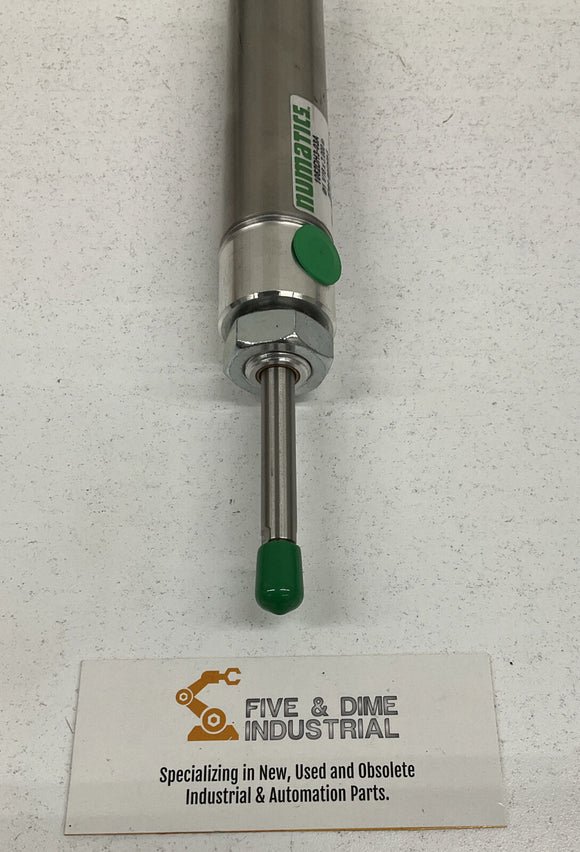 numatics
FIVE & DIME
INDUSTRIAL
Specializing in New, Used and Obsolete
Industrial & Automation Parts.